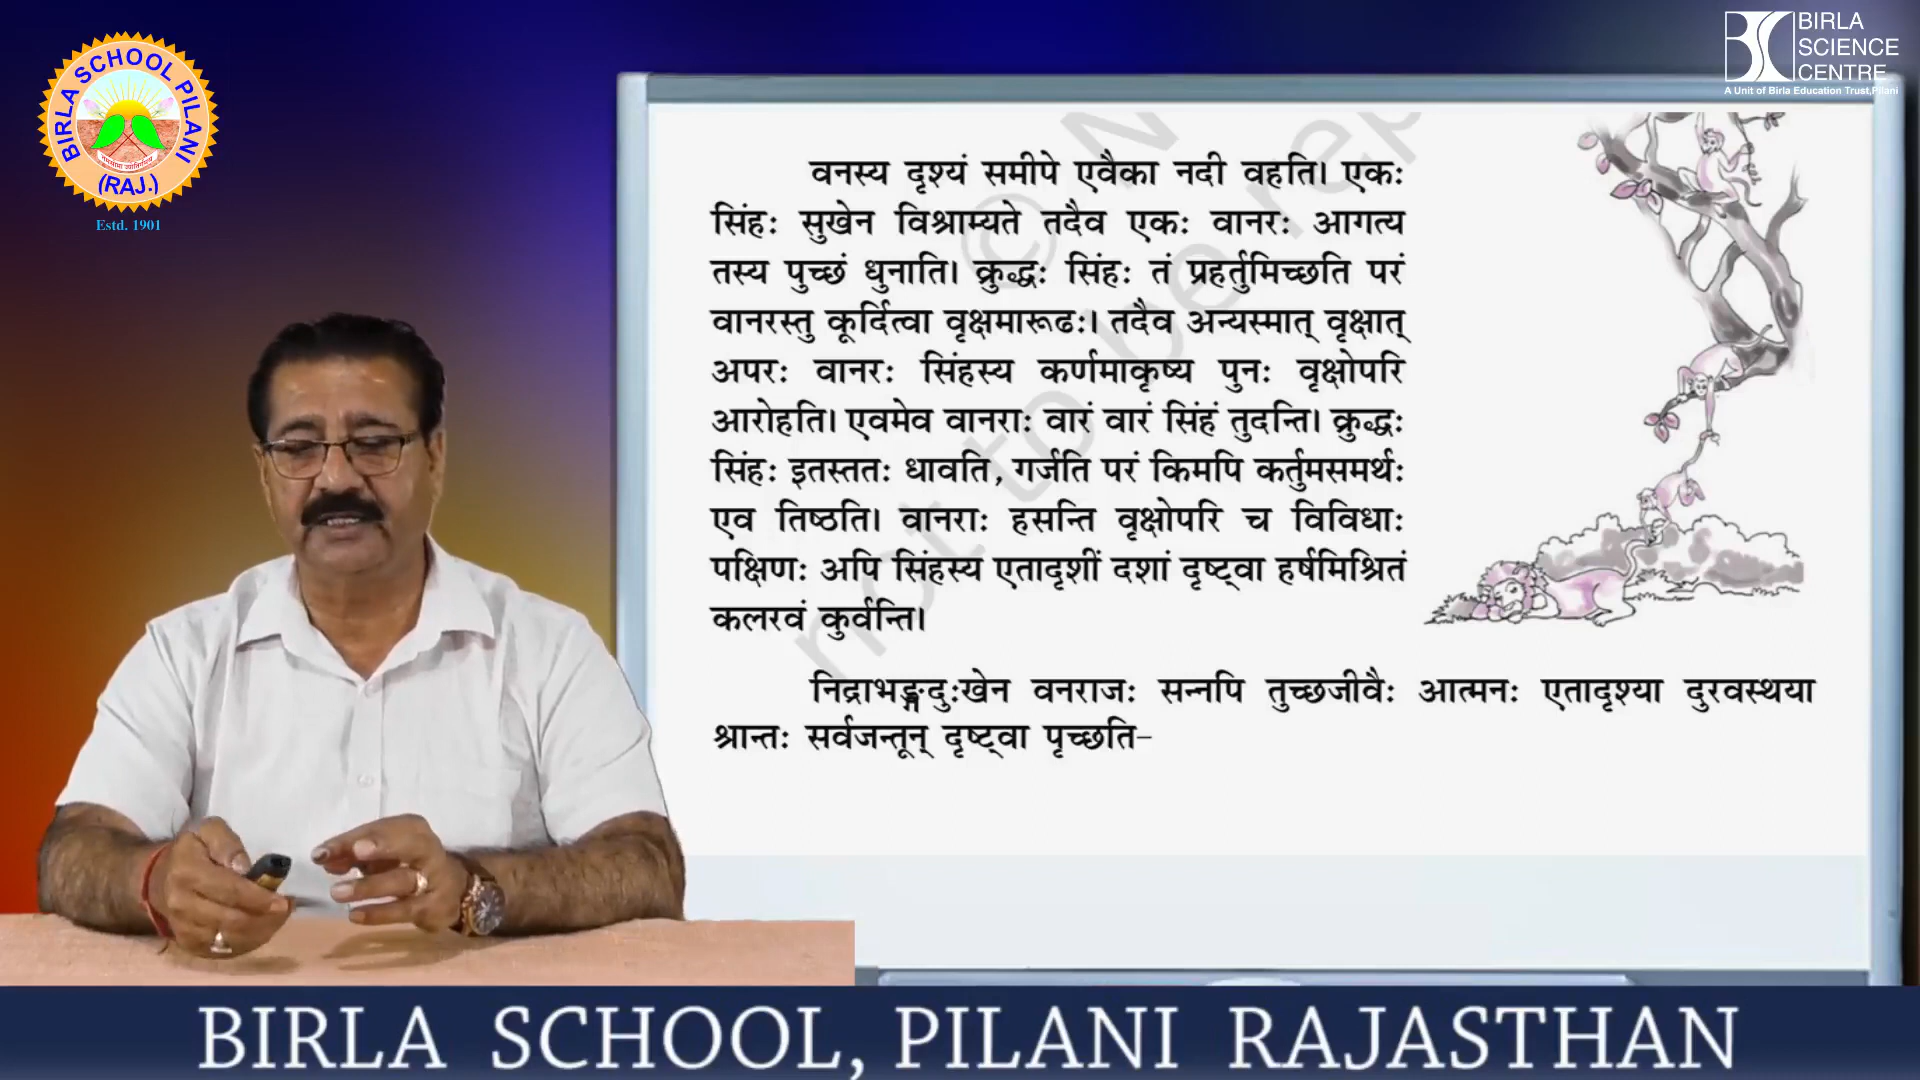 BIRLA SCHOOL PILANI
(RAJ.)
Estd. 1901
BIRLA
SCIENCE
CENTRE
A Unit of Birla Education Trust,Pilani
वनस्य दृश्यं समीपे एवैका नदी वहति। एकः
सिंहः सुखेन विश्राम्यते तदैव एकः वानरः आगत्य
तस्य पुच्छं धुनाति। क्रुद्धः सिंहः तं प्रहर्तुमिच्छति परं
वानरस्तु कूर्दित्वा वृक्षमारूढः। तदैव अन्यस्मात् वृक्षात्
अपरः वानरः सिंहस्य कर्णमाकृष्य पुनः वृक्षोपरि
आरोहति। एवमेव वानराः वारं वारं सिंहं तुदन्ति। क्रुद्धः
सिंहः इतस्ततः धावति, गर्जति परं किमपि कर्तुमसमर्थः
एव तिष्ठति। वानराः हसन्ति वृक्षोपरि च विविधाः
पक्षिणः अपि सिंहस्य एतादृशीं दशां दृष्ट्वा हर्षमिश्रितं
कलरवं कुर्वन्ति।
निद्राभङ्गदुःखेन वनराजः सन्नपि तुच्छजीवैः आत्मनः एतादृश्या दुरवस्थया
श्रान्तः सर्वजन्तून् दृष्ट्वा पृच्छति–
© N
not to be rep
BIRLA SCHOOL, PILANI RAJASTHAN